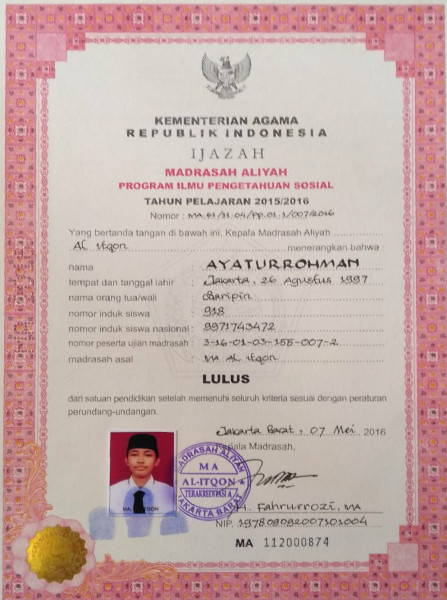 KEMENTERIAN AGAMA
REPUBLIK INDONESIA
IJAZAH
MADRASAH ALIYAH
PROGRAM ILMU PENGETAHUAN SOSIAL
TAHUN PELAJARAN 2015/2016
Nomor : MA.01/31.04/PP.01.1/007/2016
Yang bertanda tangan di bawah ini, Kepala Madrasah Aliyah
Al Itqon menerangkan bahwa
nama AYATURROHMAN
tempat dan tanggal lahir : Jakarta, 26 Agustus 1997
nama orang tua/wali : Saripin
nomor induk siswa : 918
nomor induk siswa nasional : 9971743472
nomor peserta ujian madrasah : 3-16-01-03-155-007-2
madrasah asal : MA AL Itqon
LULUS
dari satuan pendidikan setelah memenuhi seluruh kriteria sesuai dengan peraturan
perundang-undangan.
Jakarta Barat, 07 Mei 2016
Kepala Madrasah,
MADRASAH ALIYAH
MA
AL-ITQON
TERAKREDITASI A
JAKARTA BARAT
H. Fahrurrozi, MA
NIP. 197809092007101004
MA 112000874